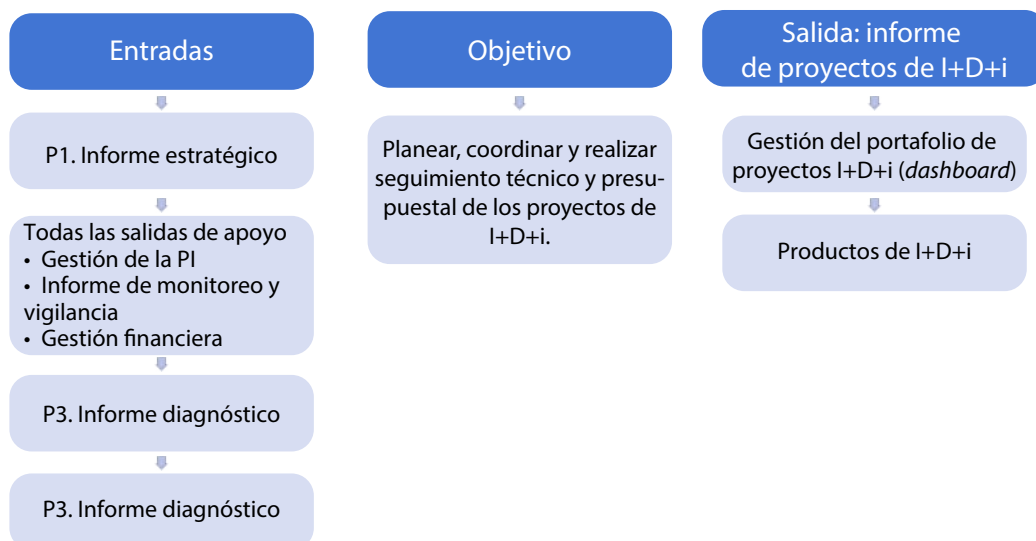 Entradas
P1. Informe estratégico
Todas las salidas de apoyo
• Gestión de la PI
• Informe de monitoreo y
vigilancia
• Gestión financiera
P3. Informe diagnóstico
P3. Informe diagnóstico
Objetivo
Planear, coordinar y realizar
seguimiento técnico y presu-
puestal de los proyectos de
I+D+i.
Salida: informe
de proyectos de I+D+i
Gestión del portafolio de
proyectos I+D+i (dashboard)
Productos de I+D+i